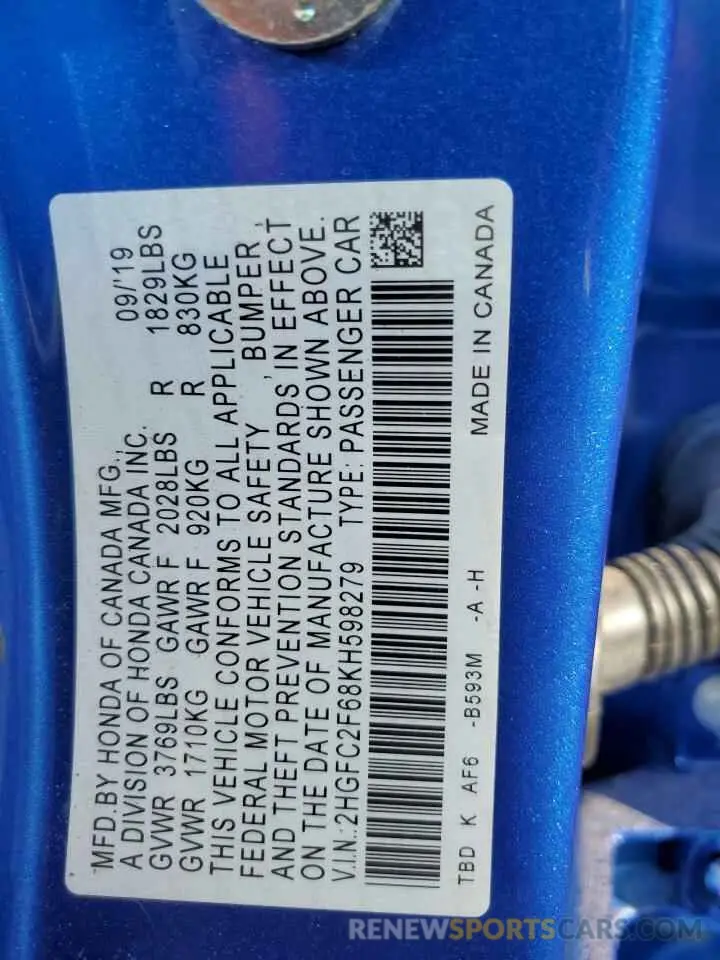 MFD.BY HONDA OF CANADA MFG., 09/'19
A DIVISION OF HONDA CANADA INC.
GVWR 3769LBS GAWR F 2028LBS R 1829LBS
GVWR 1710KG GAWR F 920KG R 830KG
THIS VEHICLE CONFORMS TO ALL APPLICABLE
FEDERAL MOTOR VEHICLE SAFETY , BUMPER ,
AND THEFT PREVENTION STANDARDS IN EFFECT
ON THE DATE OF MANUFACTURE SHOWN ABOVE.
V.I.N.:2HGFC2F68KH598279 TYPE: PASSENGER CAR
TBD K AF6 -B593M -A -H MADE IN CANADA
RENEWSPORTSCARS.COM